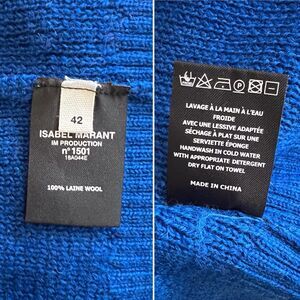 42
ISABEL MARANT
IM PRODUCTION
n° 1501
18A044E
100% LAINE WOOL
LAVAGE À LA MAIN À L'EAU
FROIDE
AVEC UNE LESSIVE ADAPTÉE
SÉCHAGE À PLAT SUR UNE
SERVIETTE ÉPONGE
HANDWASH IN COLD WATER
WITH APPROPRIATE DETERGENT
DRY FLAT ON TOWEL
MADE IN CHINA